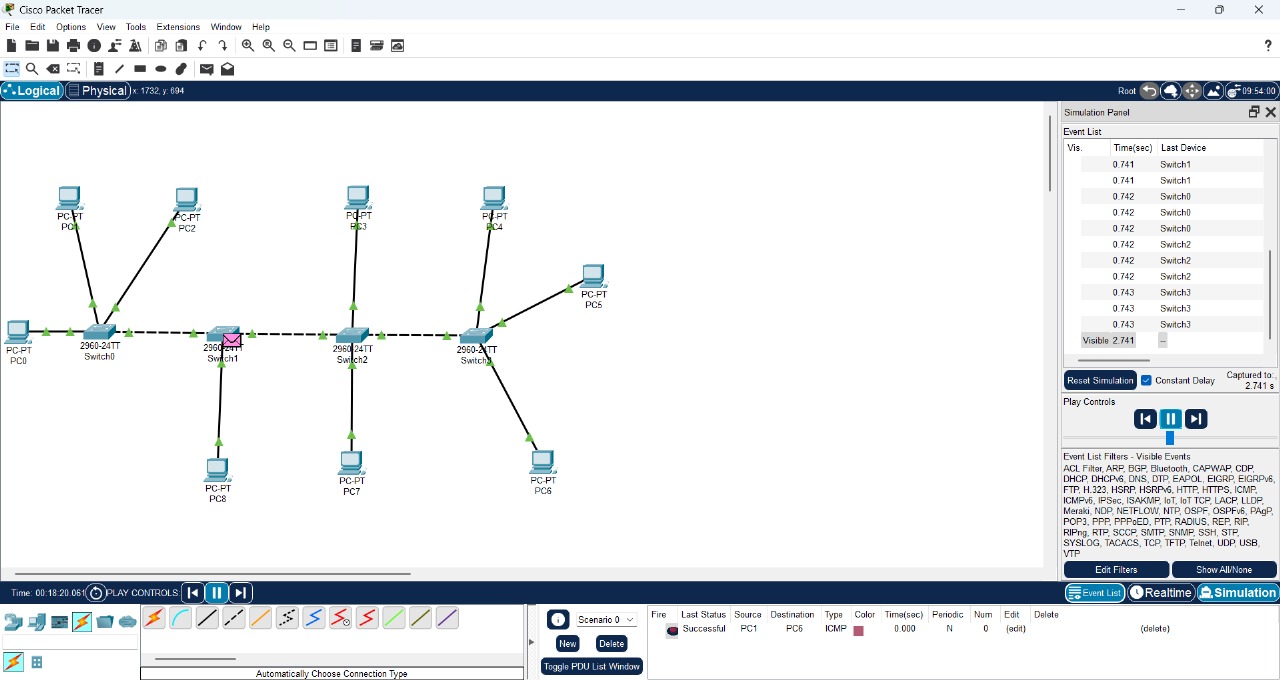 Cisco Packet Tracer
File Edit Options View Tools Extensions Window Help
Logical Physical x: 1732, y: 694 Root 09:54:00
Simulation Panel
Event List
Vis. Time(sec) Last Device
0.741 Switch1
0.741 Switch1
0.742 Switch0
0.742 Switch0
0.742 Switch0
0.742 Switch2
0.742 Switch2
0.742 Switch2
0.743 Switch3
0.743 Switch3
0.743 Switch3
Visible 2.741 --
Reset Simulation Constant Delay Captured to:
2.741 s
Play Controls
Event List Filters - Visible Events
ACL Filter, ARP, BGP, Bluetooth, CAPWAP, CDP,
DHCP, DHCPv6, DNS, DTP, EAPOL, EIGRP, EIGRPv6,
FTP, H.323, HSRP, HSRPv6, HTTP, HTTPS, ICMP,
ICMPv6, IPSec, ISAKMP, IoT, IoT TCP, LACP, LLDP,
Meraki, NDP, NETFLOW, NTP, OSPF, OSPFv6, PAgP,
POP3, PPP, PPPoED, PTP, RADIUS, REP, RIP,
RIPng, RTP, SCCP, SMTP, SNMP, SSH, STP,
SYSLOG, TACACS, TCP, TFTP, Telnet, UDP, USB,
VTP
Edit Filters Show All/None
PC-PT
PC1
PC-PT
PC2
PC-PT
PC3
PC-PT
PC4
PC-PT
PC5
PC-PT
PC0
2960-24TT
Switch0
2960-24TT
Switch1
2960-24TT
Switch2
2960-24TT
Switch3
PC-PT
PC8
PC-PT
PC7
PC-PT
PC6
Time: 00:18:20.061 PLAY CONTROLS: Event List Realtime Simulation
Scenario 0
New Delete
Toggle PDU List Window
Fire Last Status Source Destination Type Color Time(sec) Periodic Num Edit Delete
Successful PC1 PC6 ICMP 0.000 N 0 (edit) (delete)
Automatically Choose Connection Type